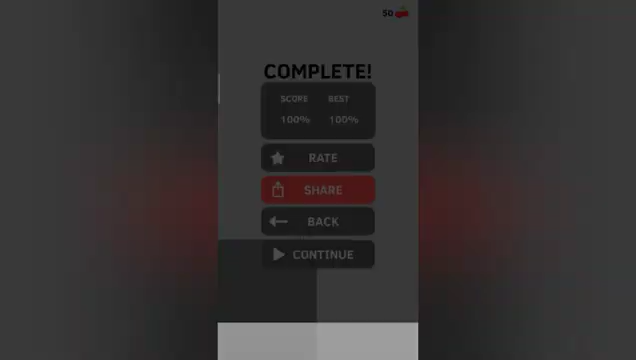 50
COMPLETE!
SCORE BEST
100% 100%
RATE
SHARE
BACK
CONTINUE